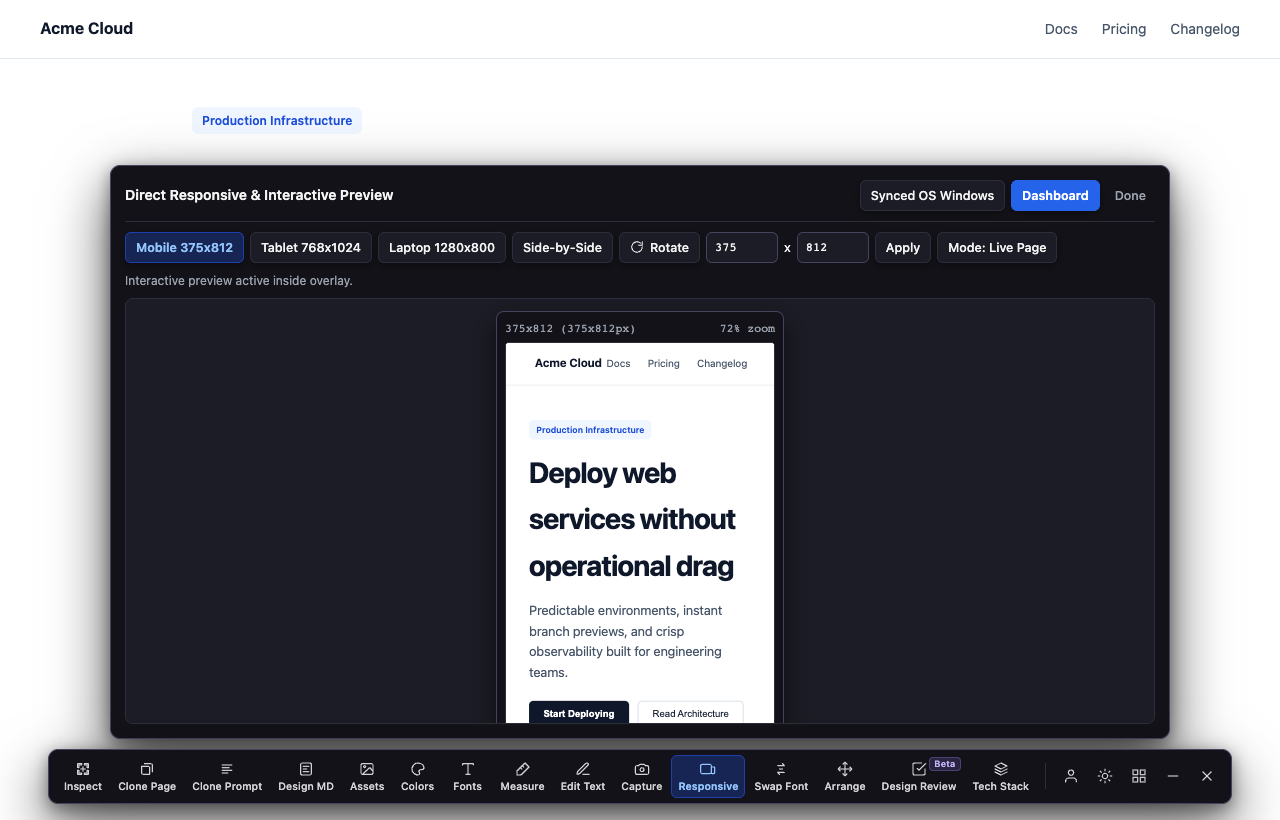 Acme Cloud
Docs Pricing Changelog
Production Infrastructure
Direct Responsive & Interactive Preview
Synced OS Windows Dashboard Done
Mobile 375x812 Tablet 768x1024 Laptop 1280x800 Side-by-Side Rotate 375 x 812 Apply Mode: Live Page
Interactive preview active inside overlay.
375x812 (375x812px) 72% zoom
Acme Cloud Docs Pricing Changelog
Production Infrastructure
Deploy web
services without
operational drag
Predictable environments, instant
branch previews, and crisp
observability built for engineering
teams.
Start Deploying Read Architecture
Inspect Clone Page Clone Prompt Design MD Assets Colors Fonts Measure Edit Text Capture Responsive Swap Font Arrange Design Review Beta Tech Stack